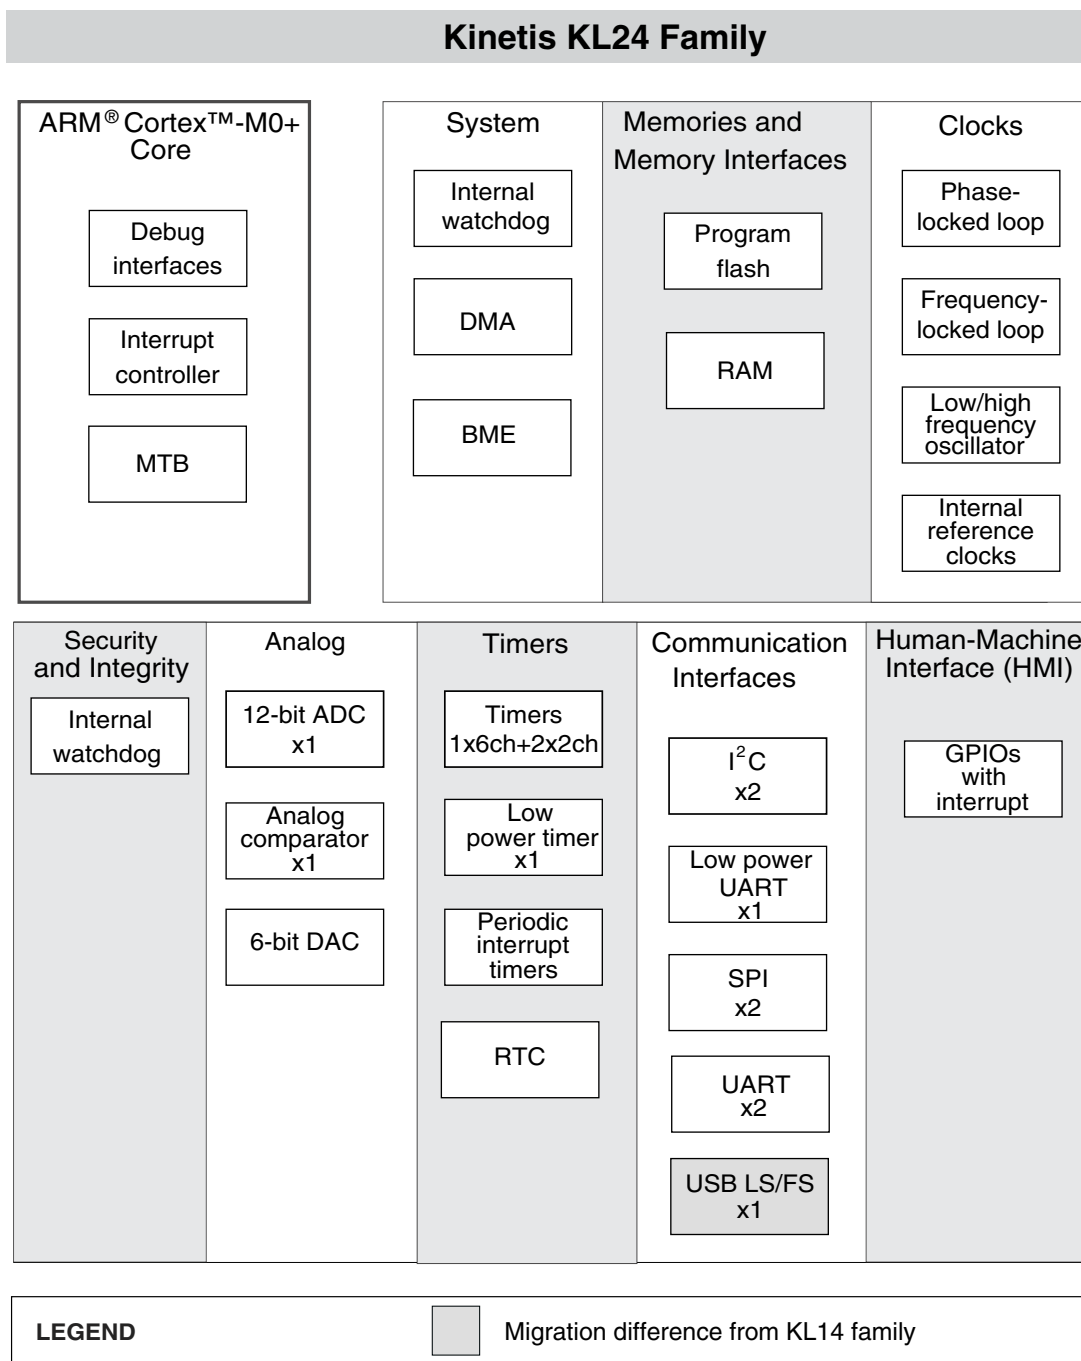 Kinetis KL24 Family
ARM® Cortex™-M0+
Core
Debug
interfaces
Interrupt
controller
MTB
System
Internal
watchdog
DMA
BME
Memories and
Memory Interfaces
Program
flash
RAM
Clocks
Phase-
locked loop
Frequency-
locked loop
Low/high
frequency
oscillator
Internal
reference
clocks
Security
and Integrity
Internal
watchdog
Analog
12-bit ADC
x1
Analog
comparator
x1
6-bit DAC
Timers
Timers
1x6ch+2x2ch
Low
power timer
x1
Periodic
interrupt
timers
RTC
Communication
Interfaces
I²C
x2
Low power
UART
x1
SPI
x2
UART
x2
USB LS/FS
x1
Human-Machine
Interface (HMI)
GPIOs
with
interrupt
LEGEND
Migration difference from KL14 family